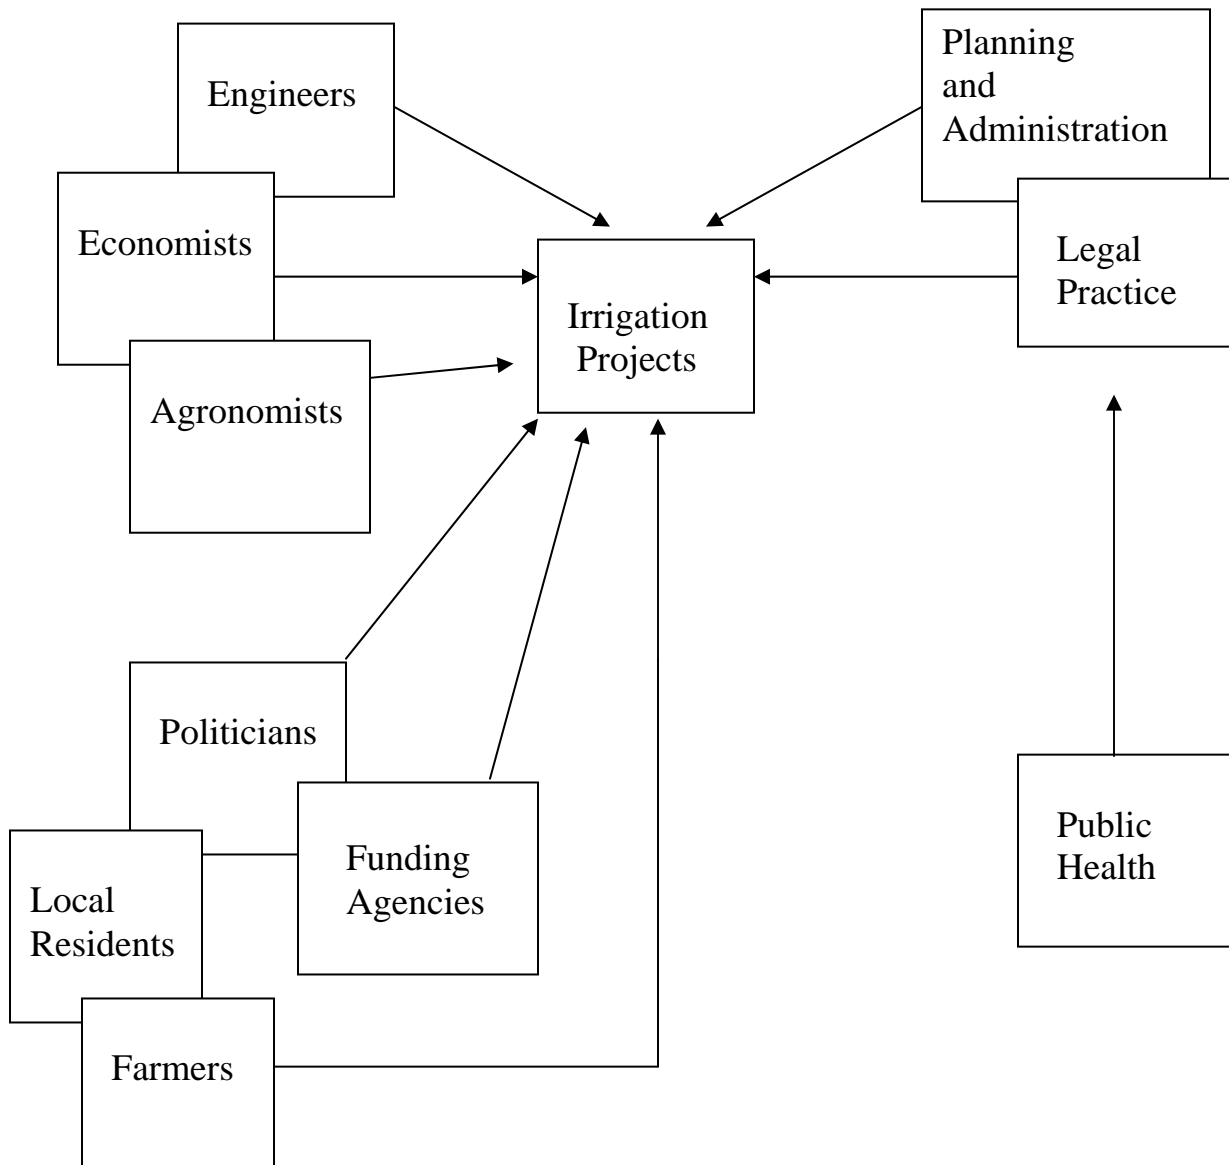 Engineers
Planning
and
Administration
Economists
Legal
Practice
Irrigation
Projects
Agronomists
Politicians
Public
Health
Funding
Agencies
Local
Residents
Farmers